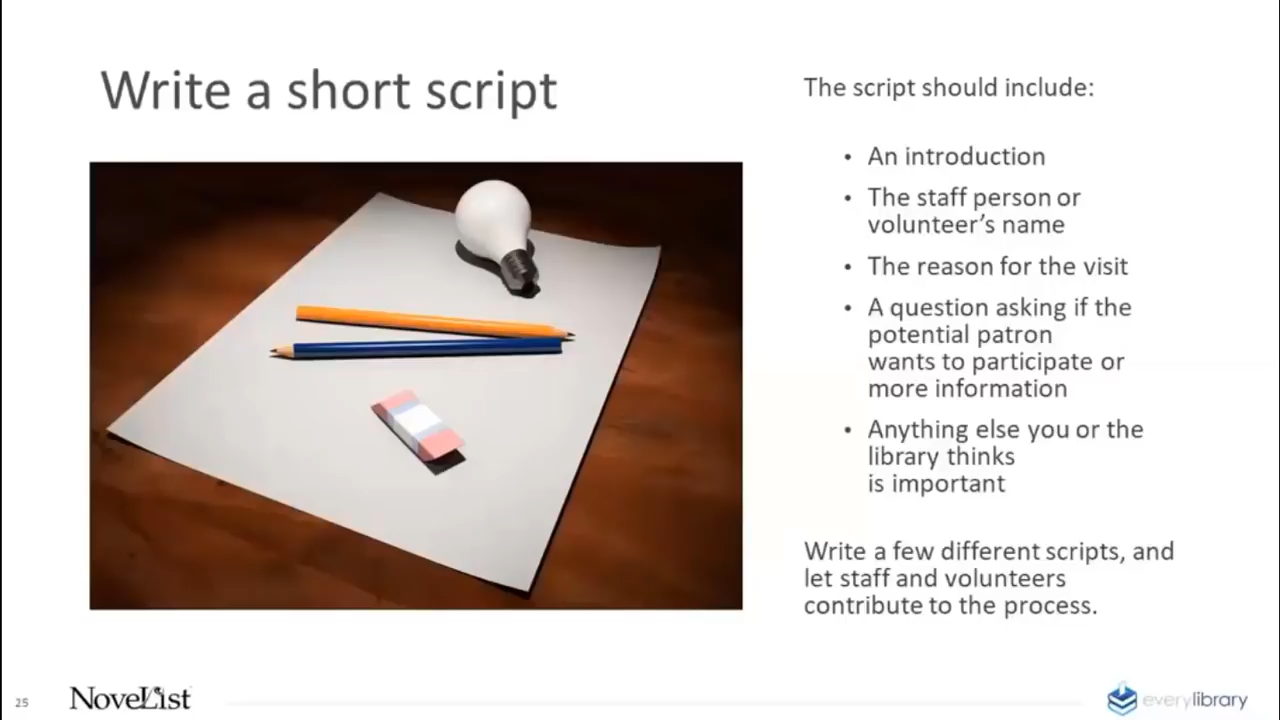 Write a short script
The script should include:
• An introduction
• The staff person or
volunteer's name
• The reason for the visit
• A question asking if the
potential patron
wants to participate or
more information
• Anything else you or the
library thinks
is important
Write a few different scripts, and
let staff and volunteers
contribute to the process.
25
NoveList
everylibrary